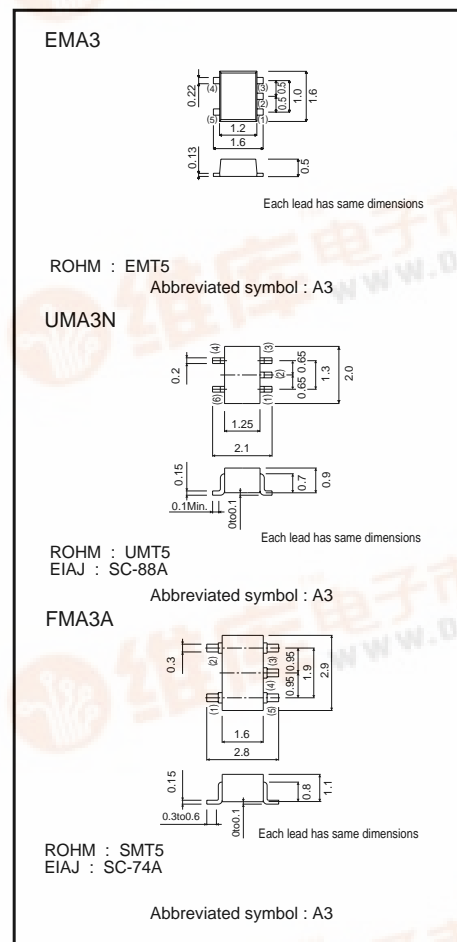 EMA3
0.22
(4)
(3)
(2)
(5)
(1)
0.5
0.5
1.0
1.6
1.2
1.6
0.13
0.5
Each lead has same dimensions
ROHM : EMT5
Abbreviated symbol : A3
UMA3N
0.2
(4)
(3)
(2)
(6)
(1)
0.65
0.65
1.3
2.0
1.25
2.1
0.15
0.1Min.
0to0.1
0.7
0.9
Each lead has same dimensions
ROHM : UMT5
EIAJ : SC-88A
Abbreviated symbol : A3
FMA3A
0.3
(2)
(3)
(4)
(1)
(5)
0.95
0.95
1.9
2.9
1.6
2.8
0.15
0.3to0.6
0to0.1
0.8
1.1
Each lead has same dimensions
ROHM : SMT5
EIAJ : SC-74A
Abbreviated symbol : A3